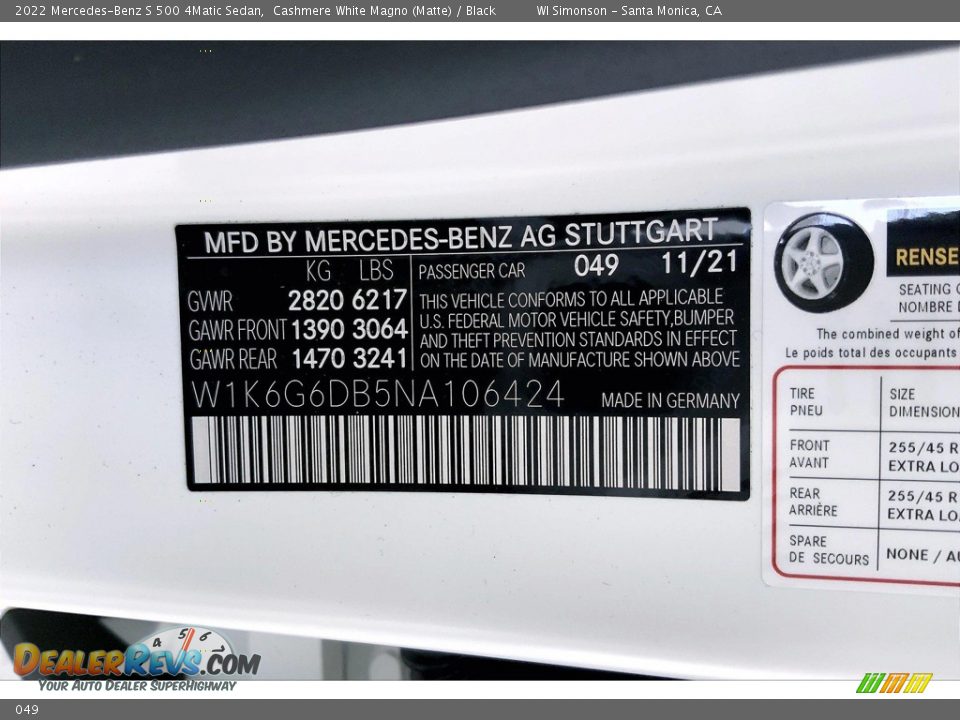 2022 Mercedes-Benz S 500 4Matic Sedan, Cashmere White Magno (Matte) / Black WI Simonson - Santa Monica, CA
MFD BY MERCEDES-BENZ AG STUTTGART
KG LBS
GVWR 2820 6217
GAWR FRONT 1390 3064
GAWR REAR 1470 3241
PASSENGER CAR 049 11/21
THIS VEHICLE CONFORMS TO ALL APPLICABLE
U.S. FEDERAL MOTOR VEHICLE SAFETY,BUMPER
AND THEFT PREVENTION STANDARDS IN EFFECT
ON THE DATE OF MANUFACTURE SHOWN ABOVE
W1K6G6DB5NA106424 MADE IN GERMANY
RENSE
SEATING
NOMBRE
The combined weight of
Le poids total des occupants
TIRE SIZE
PNEU DIMENSION
FRONT 255/45 R
AVANT EXTRA LO
REAR 255/45 R
ARRIÈRE EXTRA LO
SPARE
DE SECOURS NONE / AU
4 5 6
DEALERREVS.COM
YOUR AUTO DEALER SUPERHIGHWAY
049